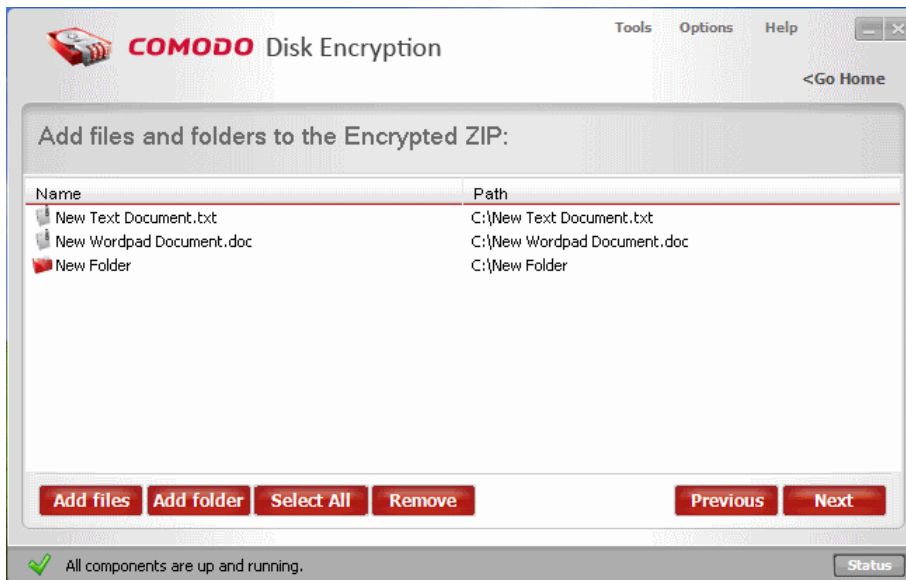 Tools Options Help
COMODO Disk Encryption
<Go Home
Add files and folders to the Encrypted ZIP:
Name Path
New Text Document.txt C:\New Text Document.txt
New Wordpad Document.doc C:\New Wordpad Document.doc
New Folder C:\New Folder
Add files Add folder Select All Remove Previous Next
All components are up and running. Status